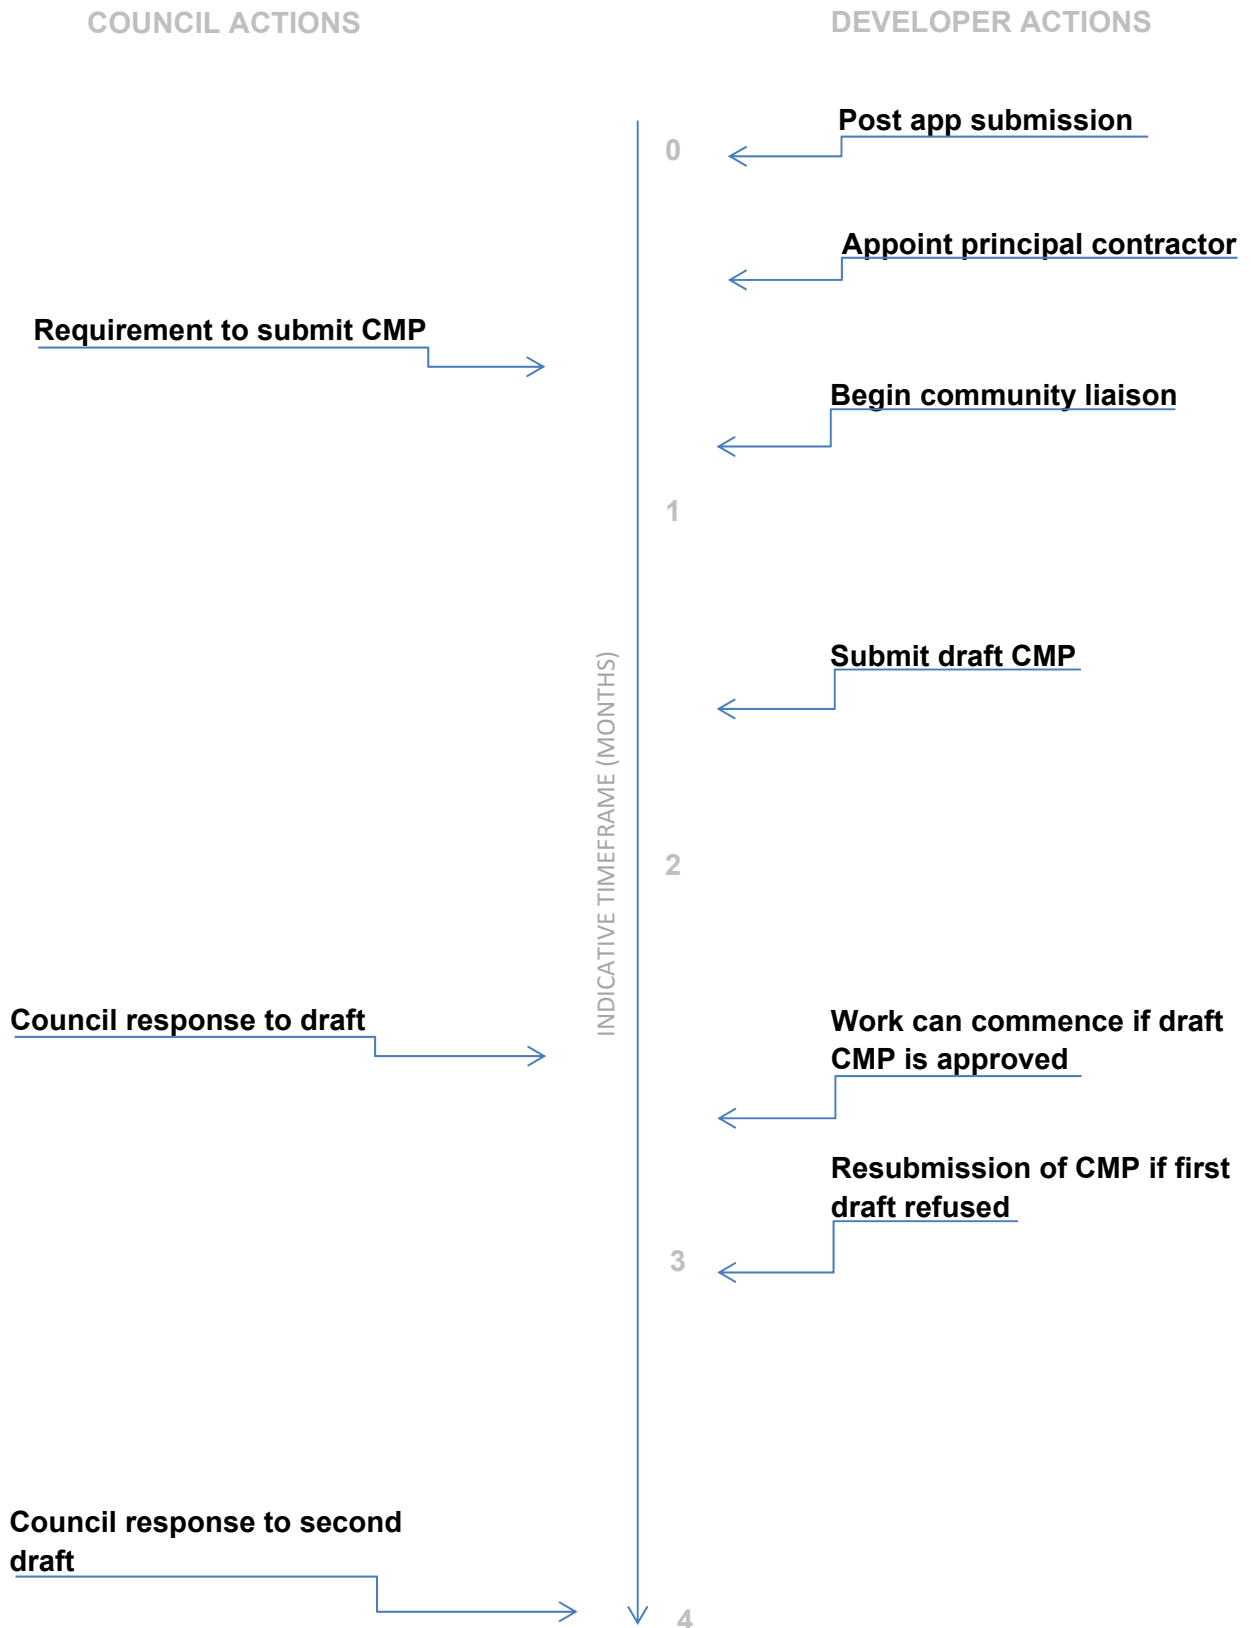 COUNCIL ACTIONS
DEVELOPER ACTIONS
Post app submission
0
Appoint principal contractor
Requirement to submit CMP
Begin community liaison
1
Submit draft CMP
INDICATIVE TIMEFRAME (MONTHS)
2
Council response to draft
Work can commence if draft
CMP is approved
Resubmission of CMP if first
draft refused
3
Council response to second
draft
4